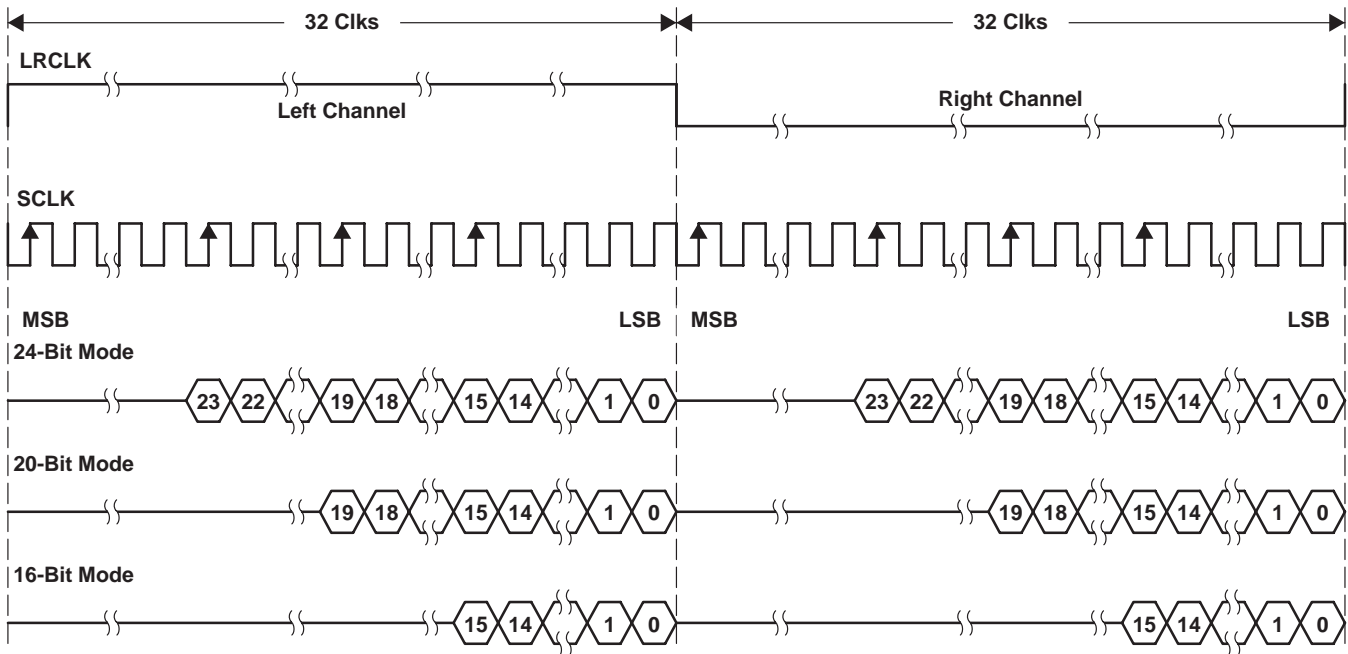 32 Clks 32 Clks
LRCLK
Left Channel Right Channel
SCLK
MSB LSB MSB LSB
24-Bit Mode
23 22 19 18 15 14 1 0 23 22 19 18 15 14 1 0
20-Bit Mode
19 18 15 14 1 0 19 18 15 14 1 0
16-Bit Mode
15 14 1 0 15 14 1 0